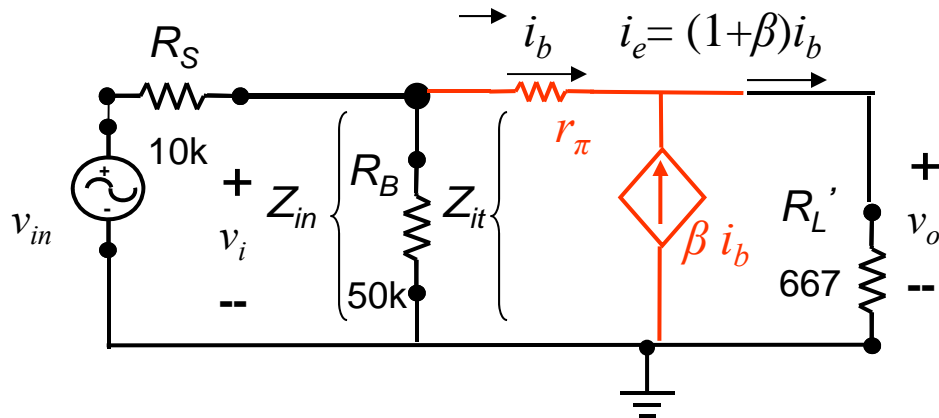 i_b
i_e = (1+β)i_b
R_S
10k
+
-
v_in
+
v_i
--
Z_in
R_B
50k
Z_it
r_π
β i_b
R_L’
667
+
v_o
--